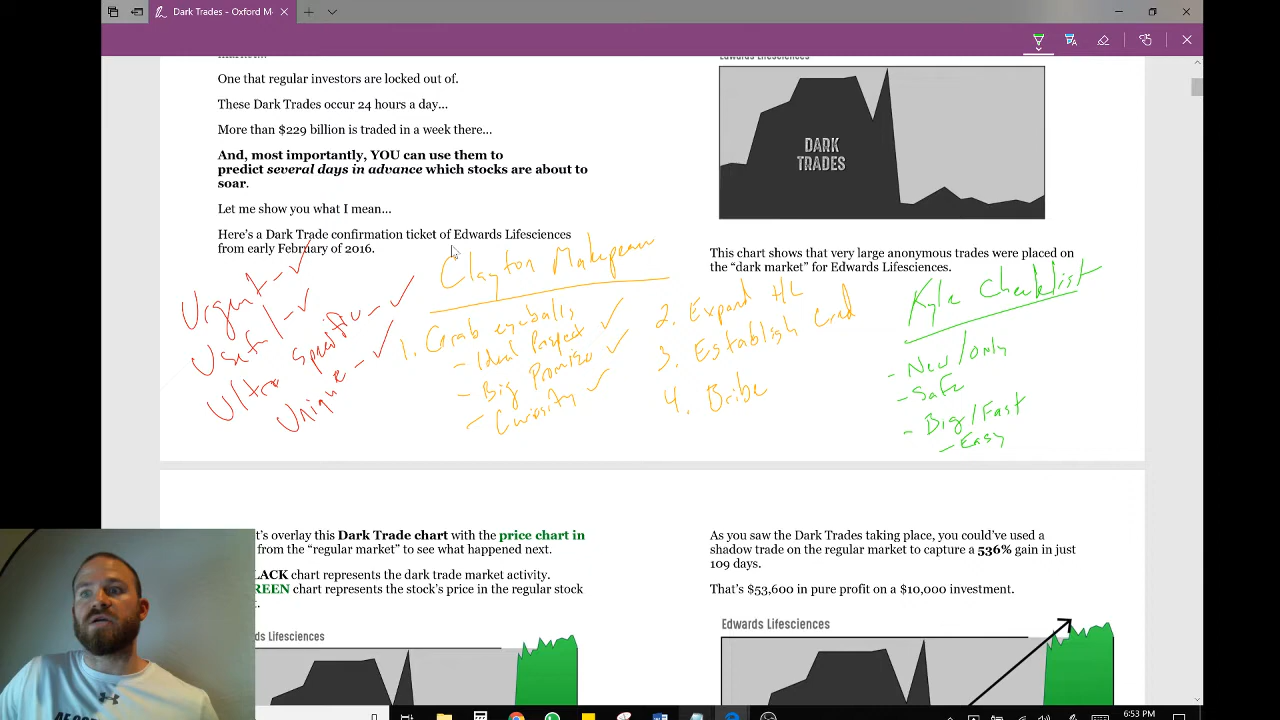 Dark Trades - Oxford M
One that regular investors are locked out of.
These Dark Trades occur 24 hours a day...
More than $229 billion is traded in a week there...
And, most importantly, YOU can use them to
predict several days in advance which stocks are about to
soar.
Let me show you what I mean...
Here's a Dark Trade confirmation ticket of Edwards Lifesciences
from early February of 2016.
Edwards Lifesciences
DARK
TRADES
This chart shows that very large anonymous trades were placed on
the "dark market" for Edwards Lifesciences.
Urgent - ✓
Useful - ✓
Ultra Specific - ✓
Unique - ✓
Clayton Makepeace
1. Grab eyeballs
- Ideal Prospect ✓
- Big Promise ✓
- Curiosity ✓
2. Expand HL
3. Establish Cred
4. Bribe
Kyle Checklist
- New/Only
- Safe
- Big/Fast
- Easy
t's overlay this Dark Trade chart with the price chart in
from the "regular market" to see what happened next.
LACK chart represents the dark trade market activity.
REEN chart represents the stock's price in the regular stock
t.
ds Lifesciences
As you saw the Dark Trades taking place, you could've used a
shadow trade on the regular market to capture a 536% gain in just
109 days.
That's $53,600 in pure profit on a $10,000 investment.
Edwards Lifesciences
6:53 PM